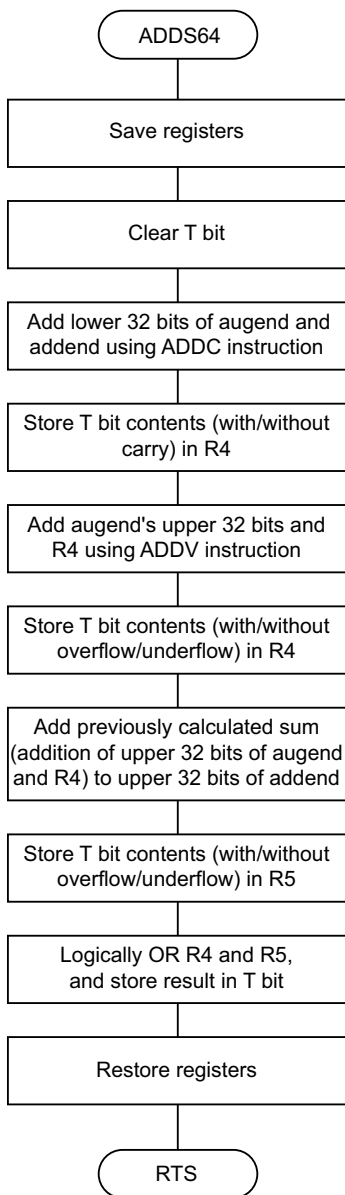 ADDS64
Save registers
Clear T bit
Add lower 32 bits of augend and
addend using ADDC instruction
Store T bit contents (with/without
carry) in R4
Add augend's upper 32 bits and
R4 using ADDV instruction
Store T bit contents (with/without
overflow/underflow) in R4
Add previously calculated sum
(addition of upper 32 bits of augend
and R4) to upper 32 bits of addend
Store T bit contents (with/without
overflow/underflow) in R5
Logically OR R4 and R5,
and store result in T bit
Restore registers
RTS